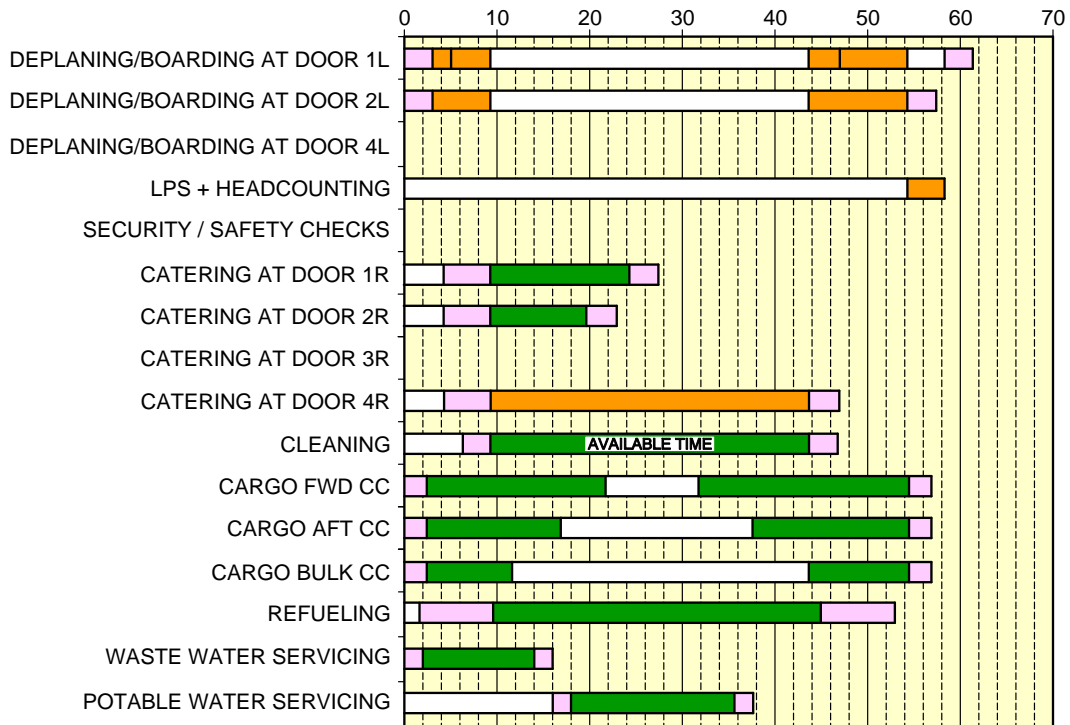 0 10 20 30 40 50 60 70
DEPLANING/BOARDING AT DOOR 1L
DEPLANING/BOARDING AT DOOR 2L
DEPLANING/BOARDING AT DOOR 4L
LPS + HEADCOUNTING
SECURITY / SAFETY CHECKS
CATERING AT DOOR 1R
CATERING AT DOOR 2R
CATERING AT DOOR 3R
CATERING AT DOOR 4R
CLEANING
AVAILABLE TIME
CARGO FWD CC
CARGO AFT CC
CARGO BULK CC
REFUELING
WASTE WATER SERVICING
POTABLE WATER SERVICING